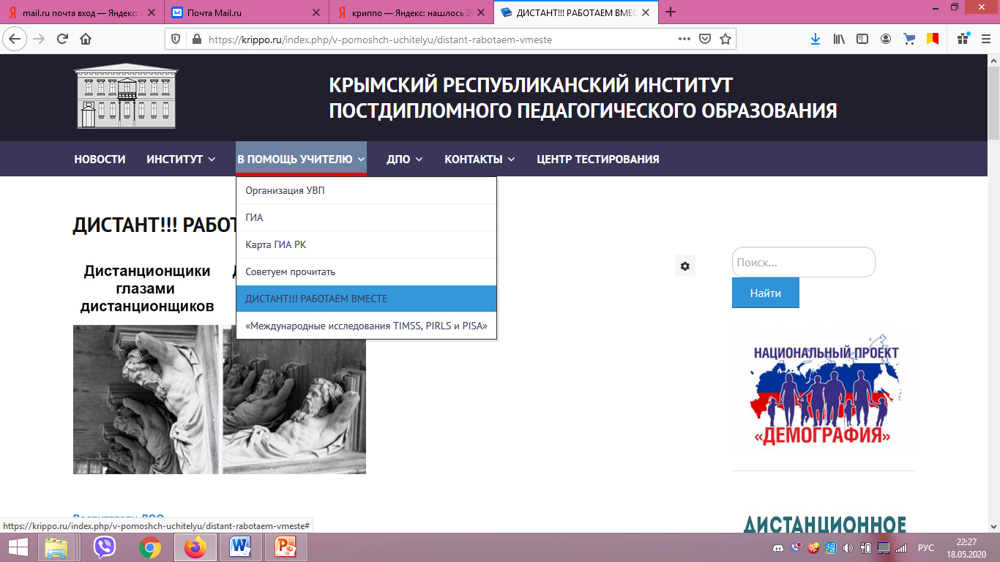 mail.ru почта вход — Яндекс:
Почта Mail.ru
криппо — Яндекс: нашлось
ДИСТАНТ!!! РАБОТАЕМ ВМЕС
https://krippo.ru/index.php/v-pomoshch-uchitelyu/distant-rabotaem-vmeste
КРЫМСКИЙ РЕСПУБЛИКАНСКИЙ ИНСТИТУТ
ПОСТДИПЛОМНОГО ПЕДАГОГИЧЕСКОГО ОБРАЗОВАНИЯ
НОВОСТИ ИНСТИТУТ В ПОМОЩЬ УЧИТЕЛЮ ДПО КОНТАКТЫ ЦЕНТР ТЕСТИРОВАНИЯ
Организация УВП
ГИА
Карта ГИА РК
Советуем прочитать
ДИСТАНТ!!! РАБОТАЕМ ВМЕСТЕ
«Международные исследования TIMSS, PIRLS и PISA»
ДИСТАНТ!!! РАБОТ
Дистанционщики
глазами
дистанционщиков
Поиск...
Найти
НАЦИОНАЛЬНЫЙ ПРОЕКТ
«ДЕМОГРАФИЯ»
ДИСТАНЦИОННОЕ
https://krippo.ru/index.php/v-pomoshch-uchitelyu/distant-rabotaem-vmeste#
РУС
22:27
18.05.2020